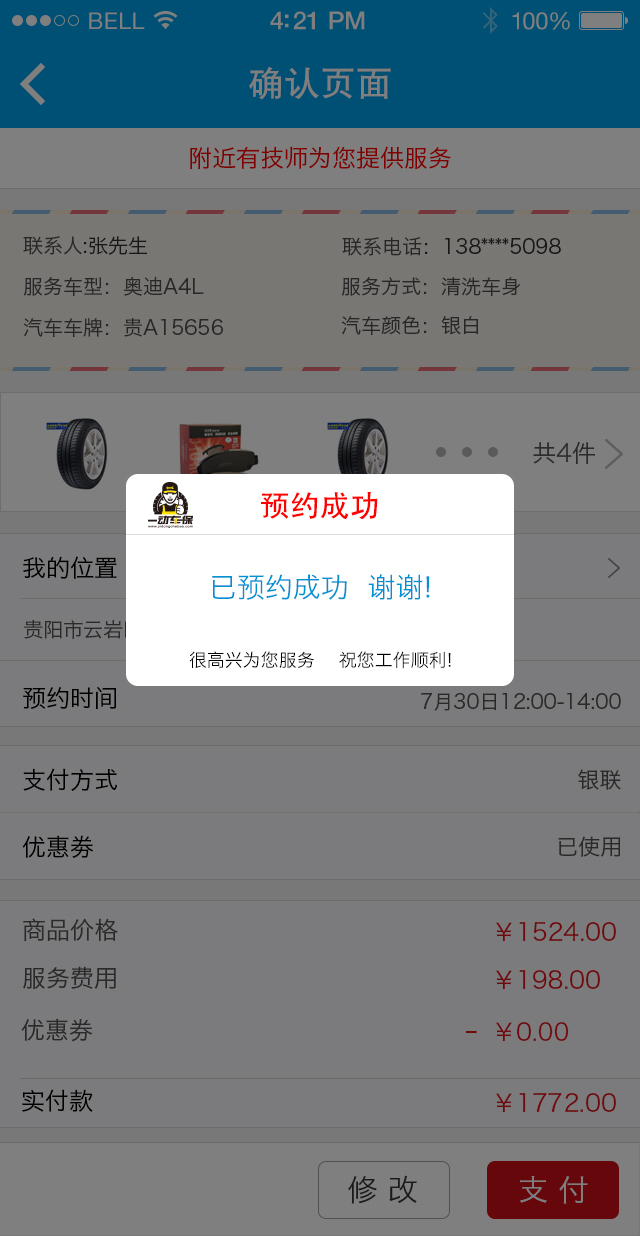 BELL 4:21 PM 100%
确认页面
附近有技师为您提供服务
联系人:张先生 联系电话：138****5098
服务车型：奥迪A4L 服务方式：清洗车身
汽车车牌：贵A15656 汽车颜色：银白
共4件
一动车保
预约成功
我的位置
已预约成功 谢谢!
贵阳市云岩
很高兴为您服务 祝您工作顺利!
预约时间 7月30日12:00-14:00
支付方式 银联
优惠券 已使用
商品价格 ￥1524.00
服务费用 ￥198.00
优惠券 - ￥0.00
实付款 ￥1772.00
修改 支付